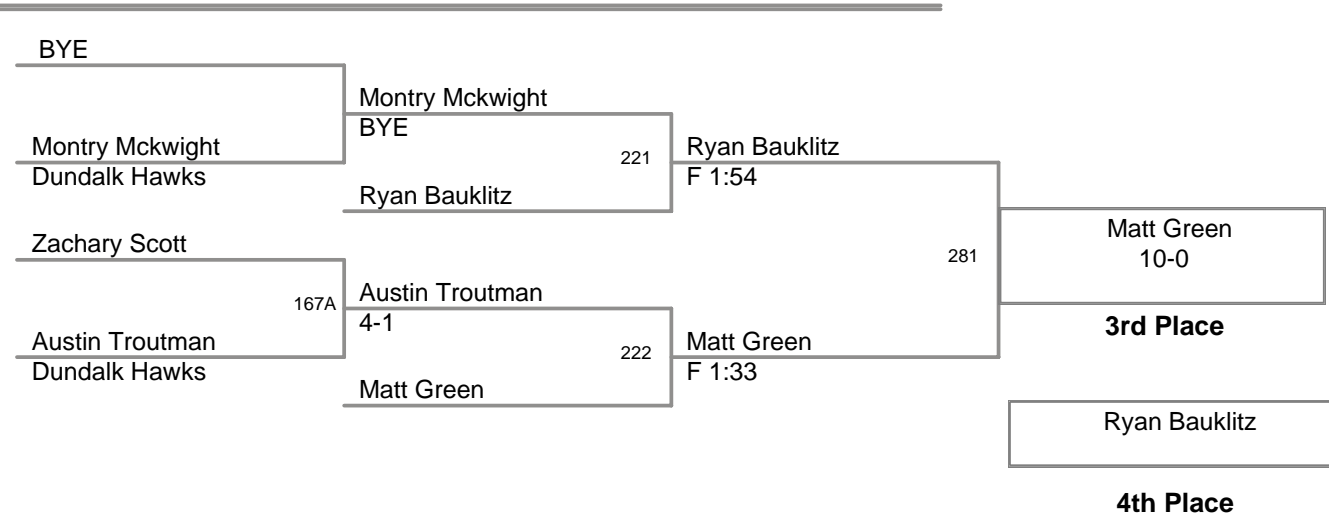 BYE
Montry Mckwight
BYE
Montry Mckwight
Dundalk Hawks
221
Ryan Bauklitz
F 1:54
Ryan Bauklitz
Zachary Scott
281
Matt Green
10-0
167A
Austin Troutman
4-1
3rd Place
Austin Troutman
Dundalk Hawks
222
Matt Green
F 1:33
Matt Green
Ryan Bauklitz
4th Place